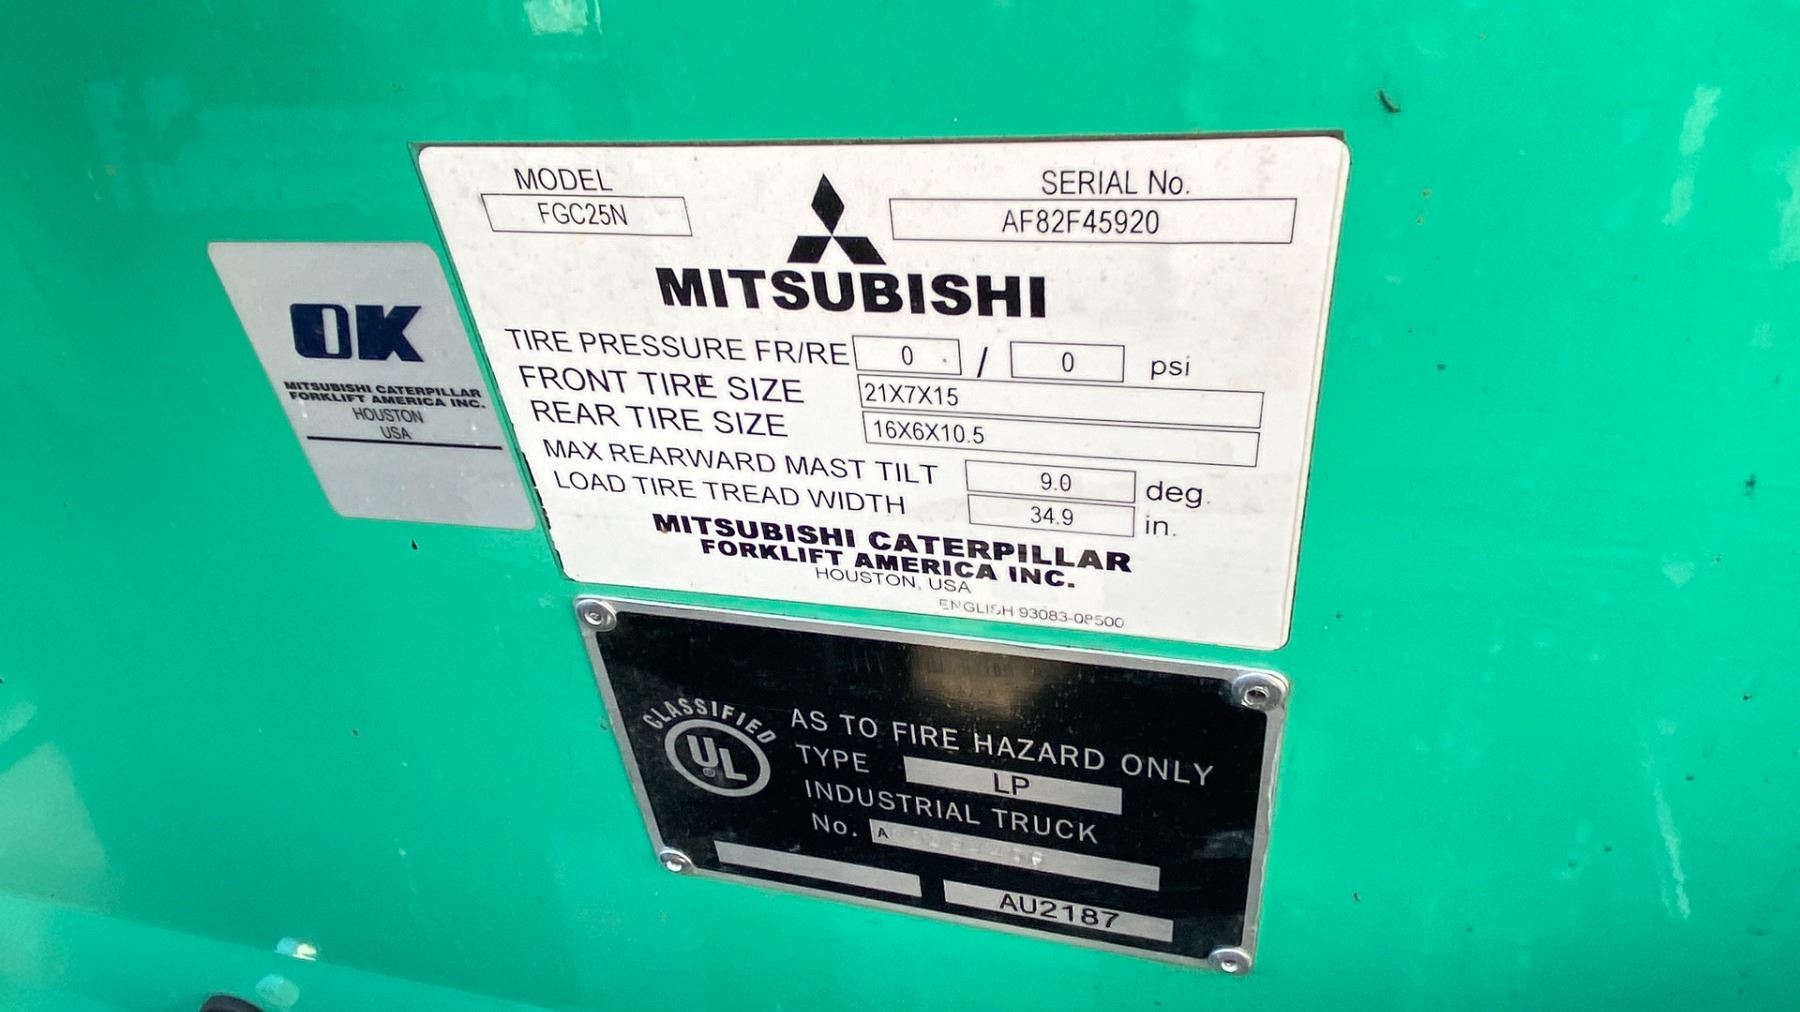 MODEL
FGC25N
SERIAL No.
AF82F45920
MITSUBISHI
TIRE PRESSURE FR/RE 0 / 0 psi
FRONT TIRE SIZE 21X7X15
REAR TIRE SIZE 16X6X10.5
MAX REARWARD MAST TILT 9.0 deg.
LOAD TIRE TREAD WIDTH 34.9 in.
MITSUBISHI CATERPILLAR
FORKLIFT AMERICA INC.
HOUSTON, USA
ENGLISH 93083-08500
OK
MITSUBISHI CATERPILLAR
FORKLIFT AMERICA INC.
HOUSTON
USA
CLASSIFIED
UL
AS TO FIRE HAZARD ONLY
TYPE LP
INDUSTRIAL TRUCK
No. A
AU2187